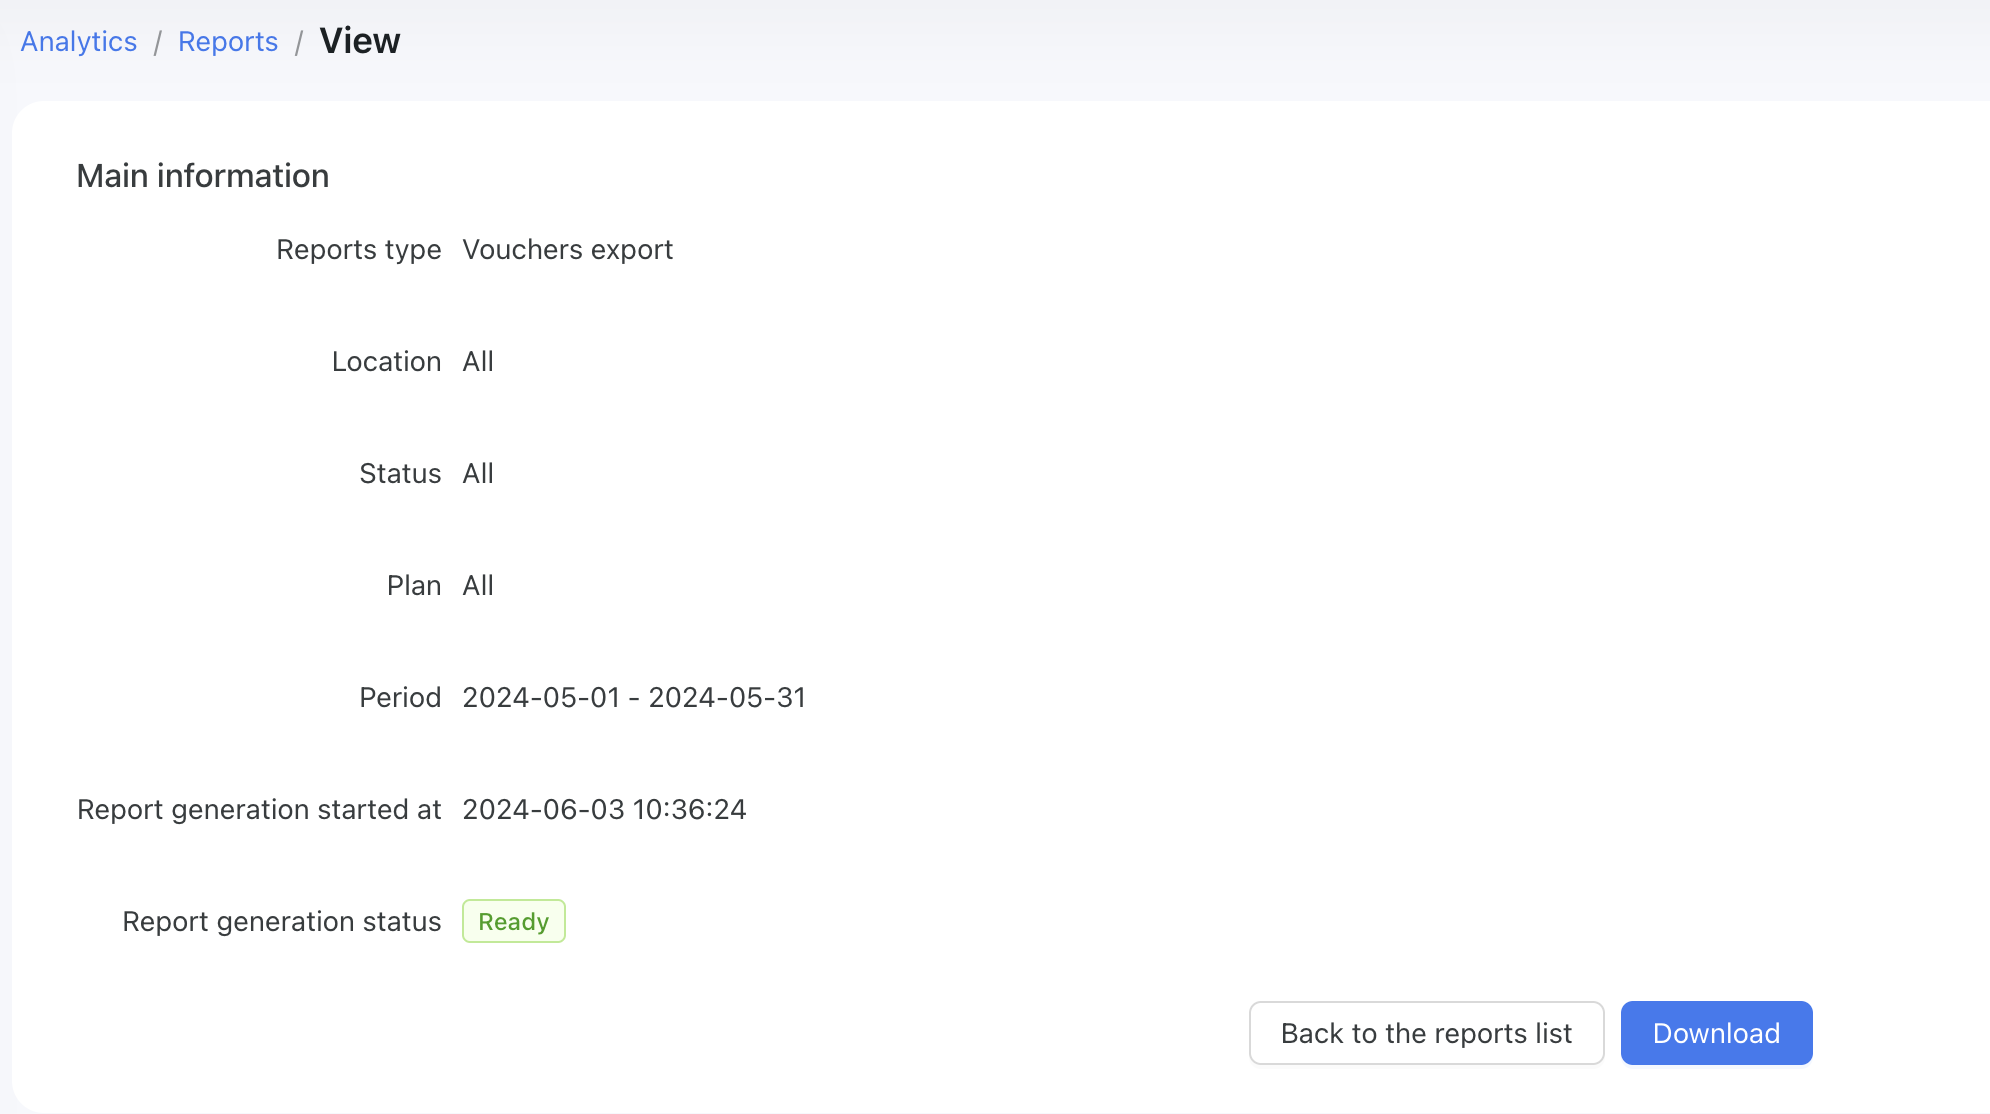 Analytics / Reports / View
Main information
Reports type Vouchers export
Location All
Status All
Plan All
Period 2024-05-01 - 2024-05-31
Report generation started at 2024-06-03 10:36:24
Report generation status Ready
Back to the reports list Download